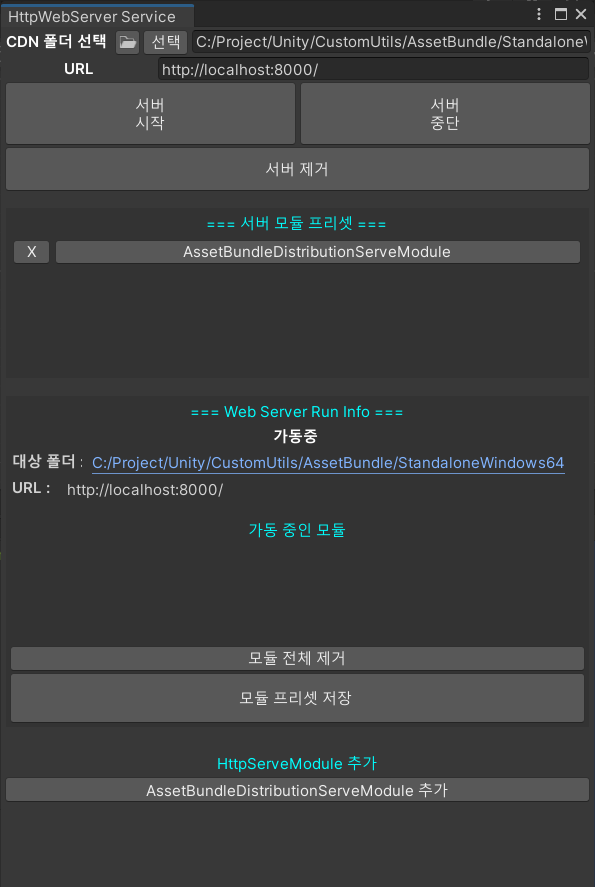 HttpWebServer Service
CDN 폴더 선택 선택 C:/Project/Unity/CustomUtils/AssetBundle/StandaloneW
URL http://localhost:8000/
서버
시작
서버
중단
서버 제거
=== 서버 모듈 프리셋 ===
X AssetBundleDistributionServeModule
=== Web Server Run Info ===
가동중
대상 폴더 : C:/Project/Unity/CustomUtils/AssetBundle/StandaloneWindows64
URL : http://localhost:8000/
가동 중인 모듈
모듈 전체 제거
모듈 프리셋 저장
HttpServeModule 추가
AssetBundleDistributionServeModule 추가